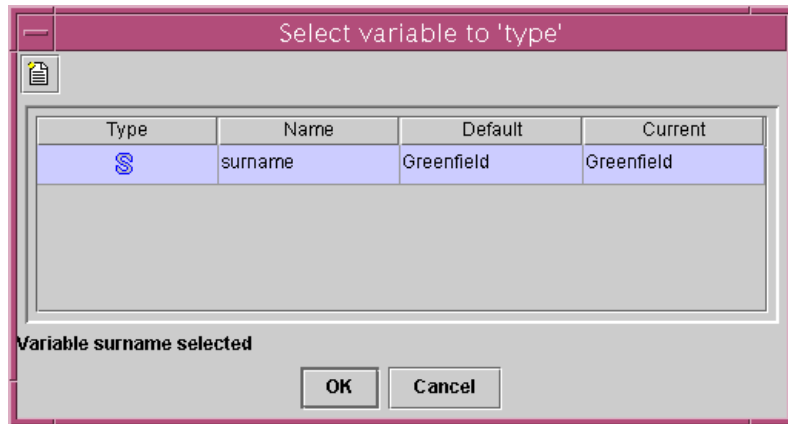 Select variable to 'type'
Type Name Default Current
S surname Greenfield Greenfield
Variable surname selected
OK Cancel